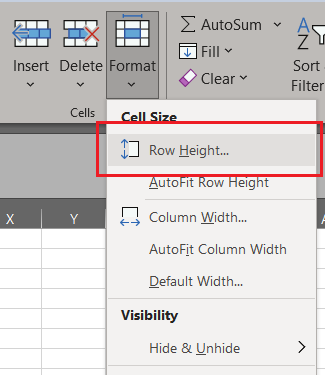 Insert
Delete
Format
Cells
AutoSum
Fill
Clear
Sort
Filter
Cell Size
Row Height...
AutoFit Row Height
Column Width...
AutoFit Column Width
Default Width...
Visibility
Hide & Unhide
X
Y